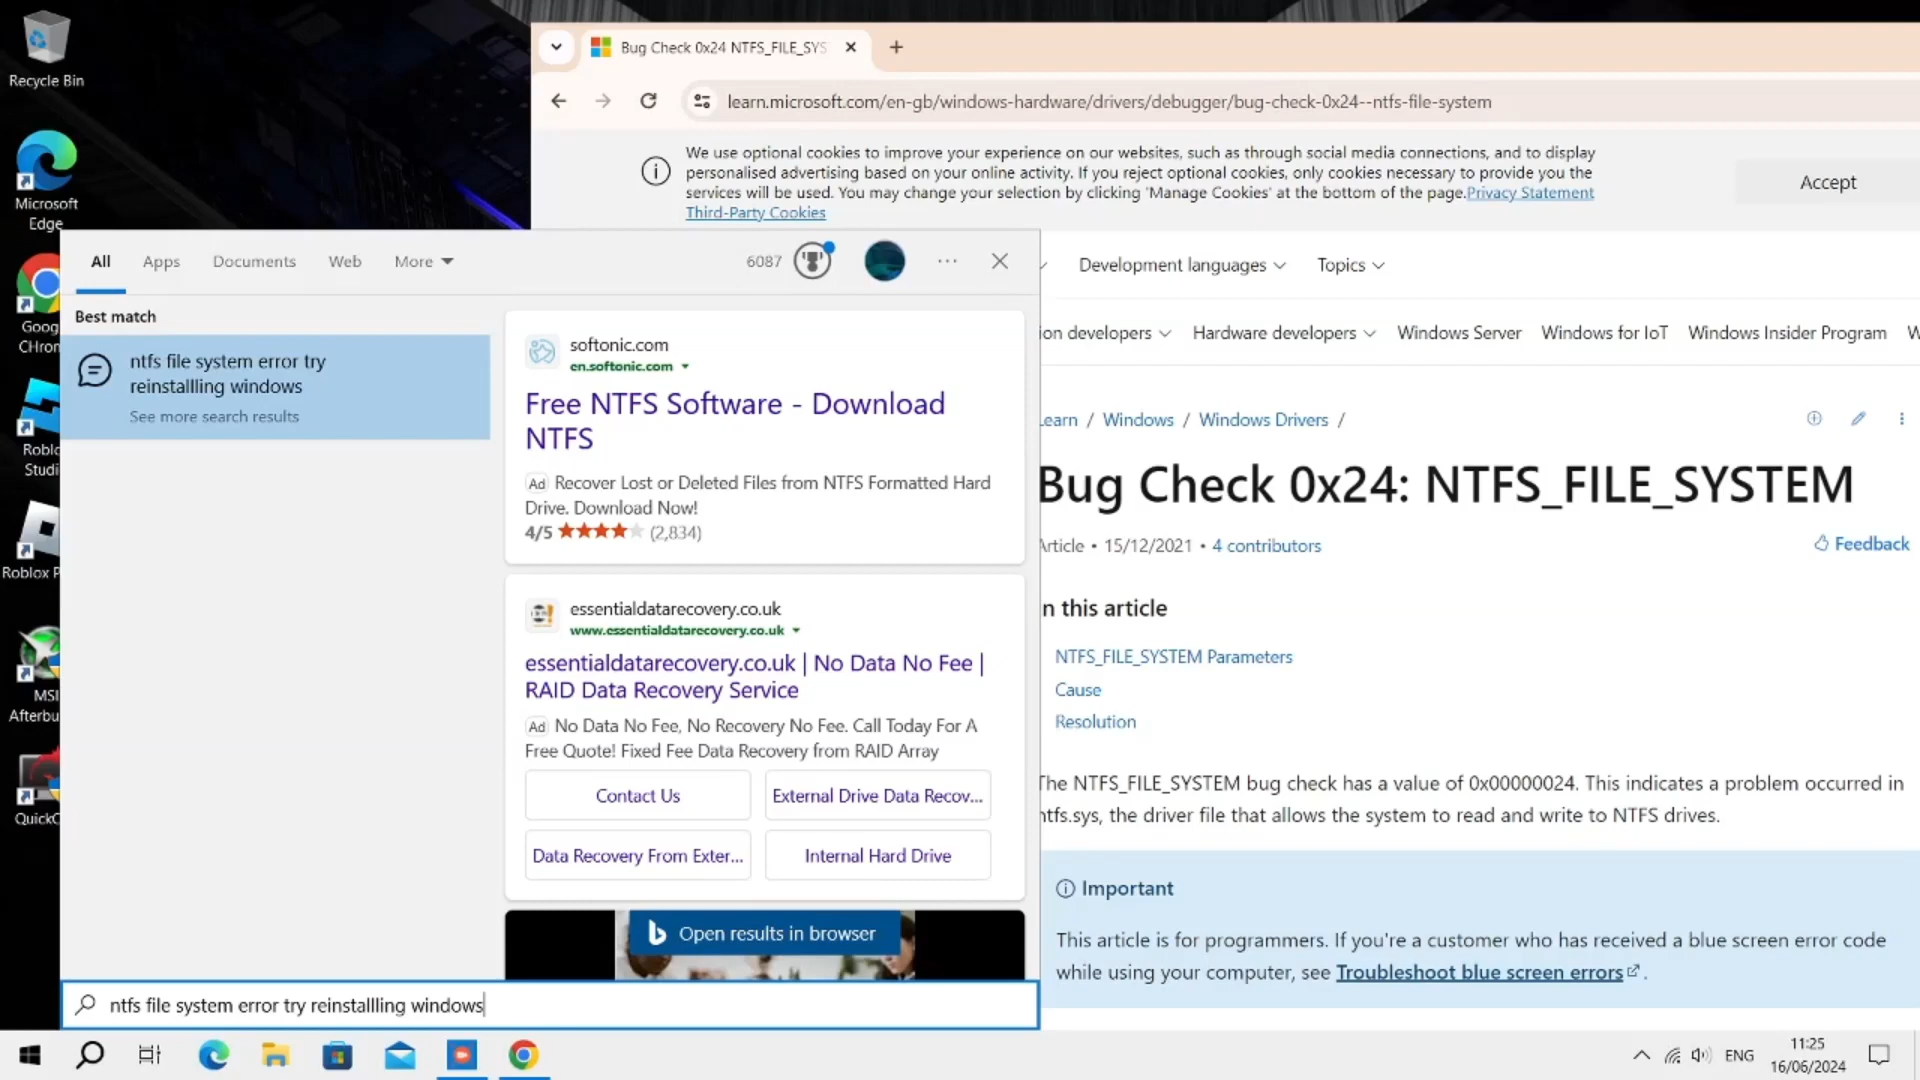 Recycle Bin
Microsoft
Edge
Goog
CHron
Roblo
Studi
Roblox P
MSI
Afterbu
QuickC
Bug Check 0x24 NTFS_FILE_SYS
learn.microsoft.com/en-gb/windows-hardware/drivers/debugger/bug-check-0x24--ntfs-file-system
We use optional cookies to improve your experience on our websites, such as through social media connections, and to display
personalised advertising based on your online activity. If you reject optional cookies, only cookies necessary to provide you the
services will be used. You may change your selection by clicking 'Manage Cookies' at the bottom of the page.Privacy Statement
Third-Party Cookies
Accept
Development languages
Topics
ion developers
Hardware developers
Windows Server
Windows for IoT
Windows Insider Program
W
Learn / Windows / Windows Drivers /
Bug Check 0x24: NTFS_FILE_SYSTEM
Article • 15/12/2021 • 4 contributors
Feedback
n this article
NTFS_FILE_SYSTEM Parameters
Cause
Resolution
The NTFS_FILE_SYSTEM bug check has a value of 0x00000024. This indicates a problem occurred in
ntfs.sys, the driver file that allows the system to read and write to NTFS drives.
Important
This article is for programmers. If you're a customer who has received a blue screen error code
while using your computer, see Troubleshoot blue screen errors .
All
Apps
Documents
Web
More
6087
Best match
ntfs file system error try
reinstallling windows
See more search results
softonic.com
en.softonic.com
Free NTFS Software - Download
NTFS
Ad Recover Lost or Deleted Files from NTFS Formatted Hard
Drive. Download Now!
4/5 (2,834)
essentialdatarecovery.co.uk
www.essentialdatarecovery.co.uk
essentialdatarecovery.co.uk | No Data No Fee |
RAID Data Recovery Service
Ad No Data No Fee, No Recovery No Fee. Call Today For A
Free Quote! Fixed Fee Data Recovery from RAID Array
Contact Us
External Drive Data Recov...
Data Recovery From Exter...
Internal Hard Drive
Open results in browser
ntfs file system error try reinstallling windows
ENG
11:25
16/06/2024